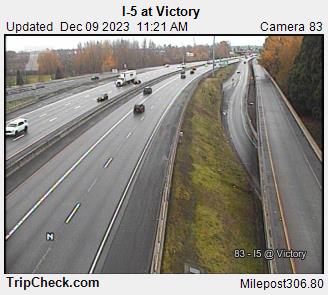 I-5 at Victory
Updated Dec 09 2023 11:21 AM Camera 83
N
83 - I5 @ Victory
TripCheck.com Milepost306.80